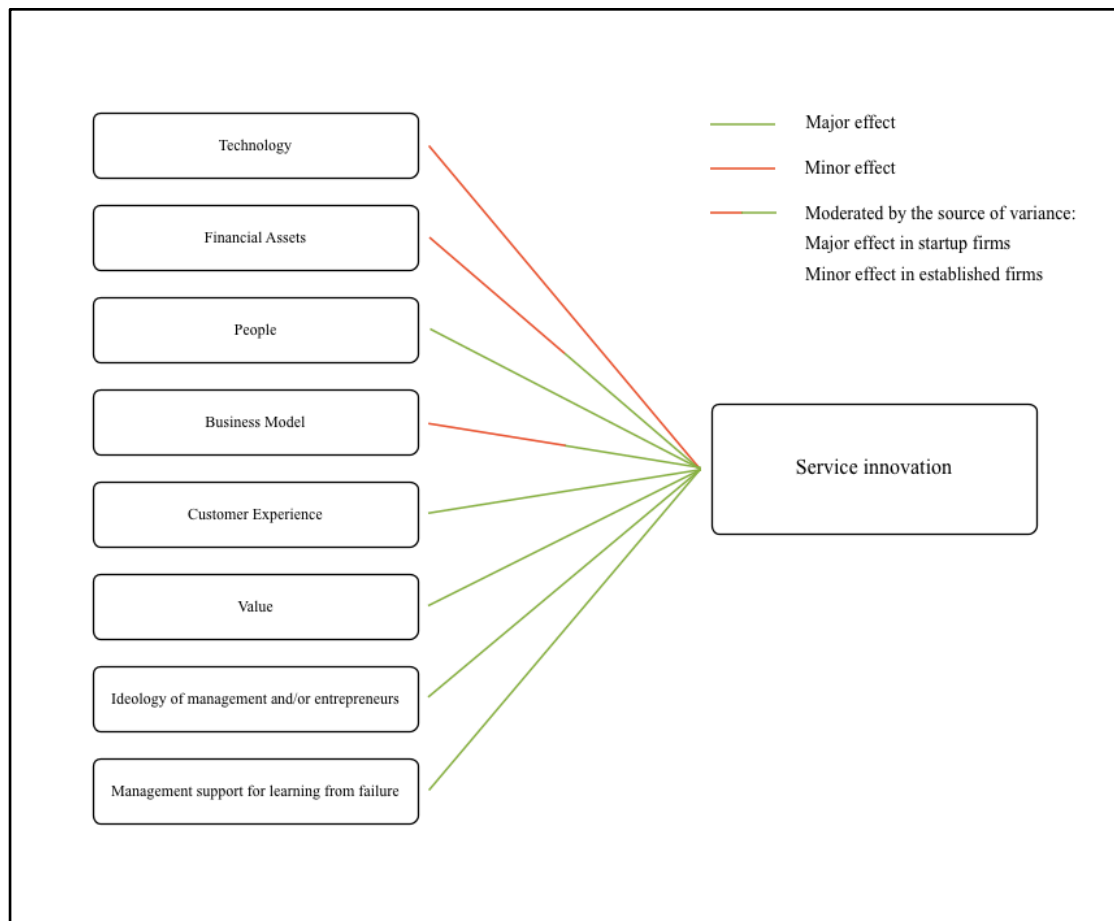 Technology
Financial Assets
People
Business Model
Customer Experience
Value
Ideology of management and/or entrepreneurs
Management support for learning from failure
Major effect
Minor effect
Moderated by the source of variance:
Major effect in startup firms
Minor effect in established firms
Service innovation